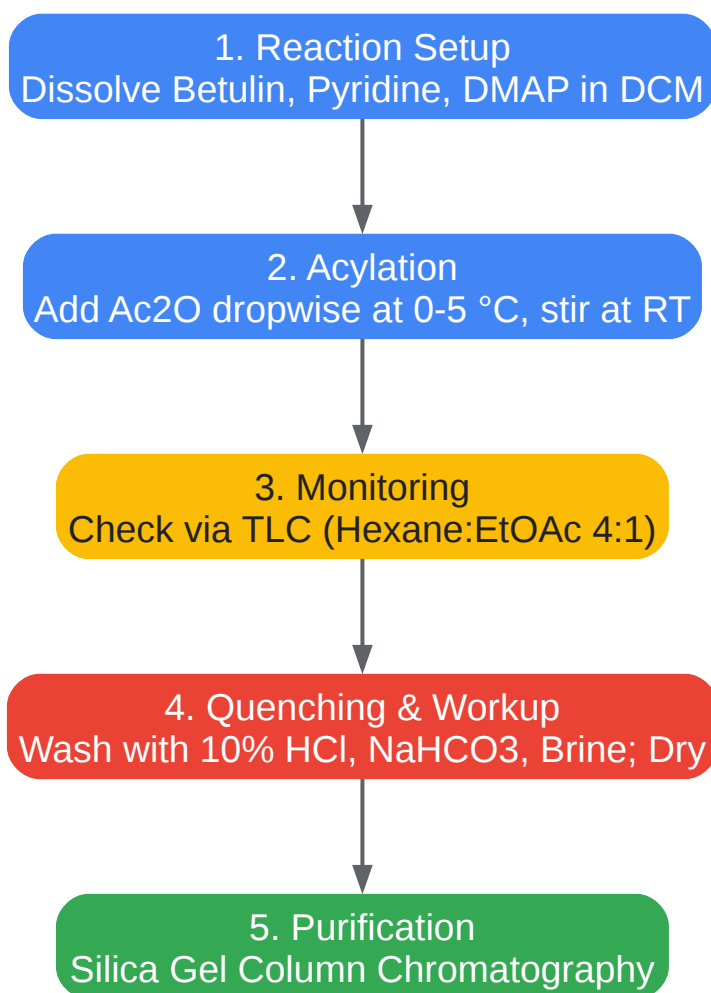 1. Reaction Setup
Dissolve Betulin, Pyridine, DMAP in DCM
2. Acylation
Add Ac2O dropwise at 0-5 °C, stir at RT
3. Monitoring
Check via TLC (Hexane:EtOAc 4:1)
4. Quenching & Workup
Wash with 10% HCl, NaHCO3, Brine; Dry
5. Purification
Silica Gel Column Chromatography